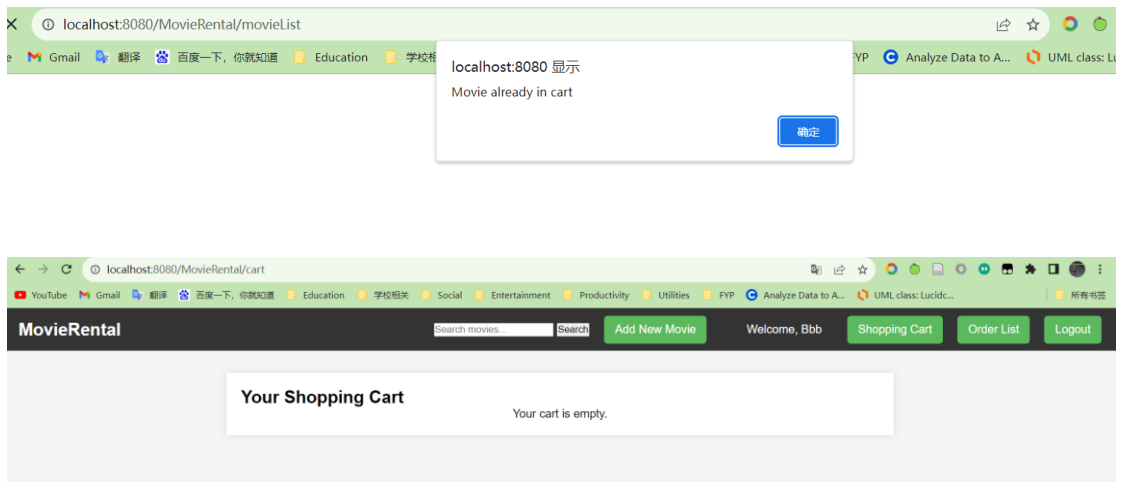 localhost:8080/MovieRental/movieList
Gmail 翻译 百度一下，你就知道 Education 学校相
localhost:8080 显示
Movie already in cart
确定
FYP Analyze Data to A... UML class: Lu
localhost:8080/MovieRental/cart
YouTube Gmail 翻译 百度一下，你就知道 Education 学校相关 Social Entertainment Productivity Utilities FYP Analyze Data to A... UML class: Lucidc... 所有书签
MovieRental Search movies... Search Add New Movie Welcome, Bbb Shopping Cart Order List Logout
Your Shopping Cart
Your cart is empty.